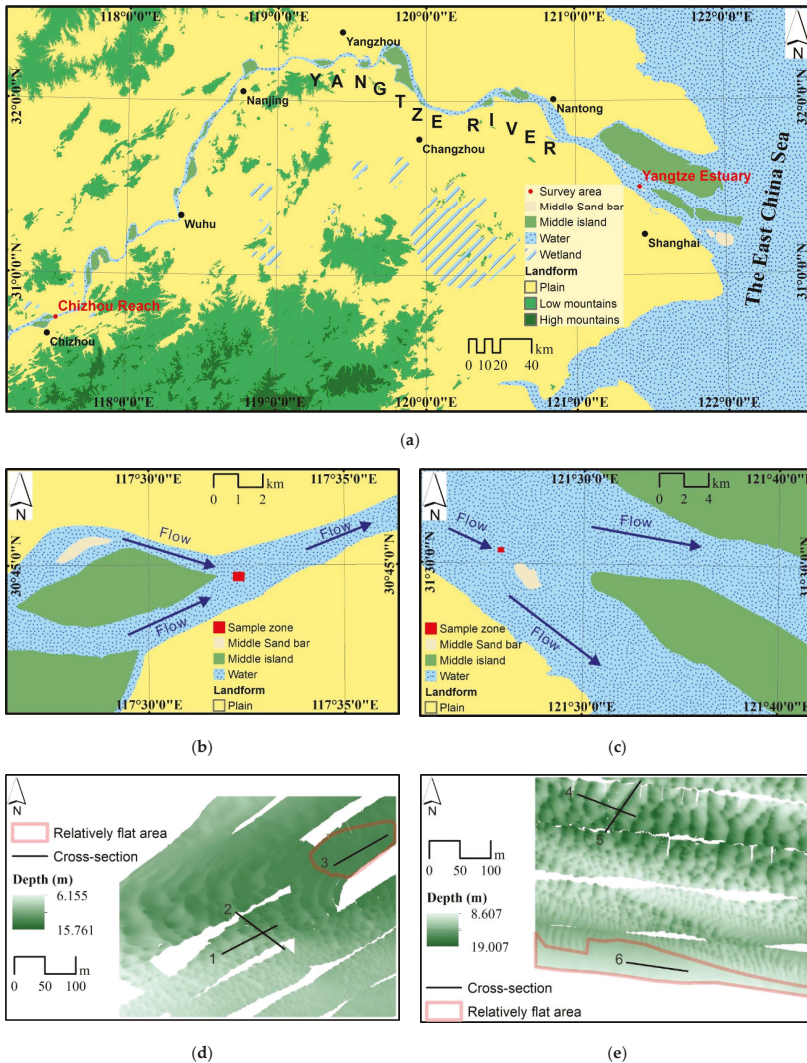 118°0'0"E 119°0'0"E 120°0'0"E 121°0'0"E 122°0'0"E
N
Yangzhou
YANGTZE RIVER
32°0'0"N
32°0'0"N
Nanjing
Nantong
Changzhou
Yangtze Estuary
The East China Sea
Wuhu
Shanghai
Survey area
Middle Sand bar
Middle island
Water
Wetland
Landform
Plain
Low mountains
High mountains
31°0'0"N
31°0'0"N
Chizhou Reach
Chizhou
km
0 10 20 40
118°0'0"E 119°0'0"E 120°0'0"E 121°0'0"E 122°0'0"E
(a)
N
117°30'0"E 117°35'0"E
km
0 1 2
Flow
Flow
Flow
30°45'0"N
30°45'0"N
Sample zone
Middle Sand bar
Middle island
Water
Landform
Plain
117°30'0"E 117°35'0"E
(b)
N
121°30'0"E 121°40'0"E
km
0 2 4
Flow
Flow
Flow
31°30'0"N
31°30'0"N
Sample zone
Middle Sand bar
Middle island
Water
Landform
Plain
121°30'0"E 121°40'0"E
(c)
N
Relatively flat area
Cross-section
Depth (m)
6.155
15.761
m
0 50 100
3
2
1
(d)
N
4
5
m
0 50 100
Depth (m)
8.607
19.007
6
Cross-section
Relatively flat area
(e)